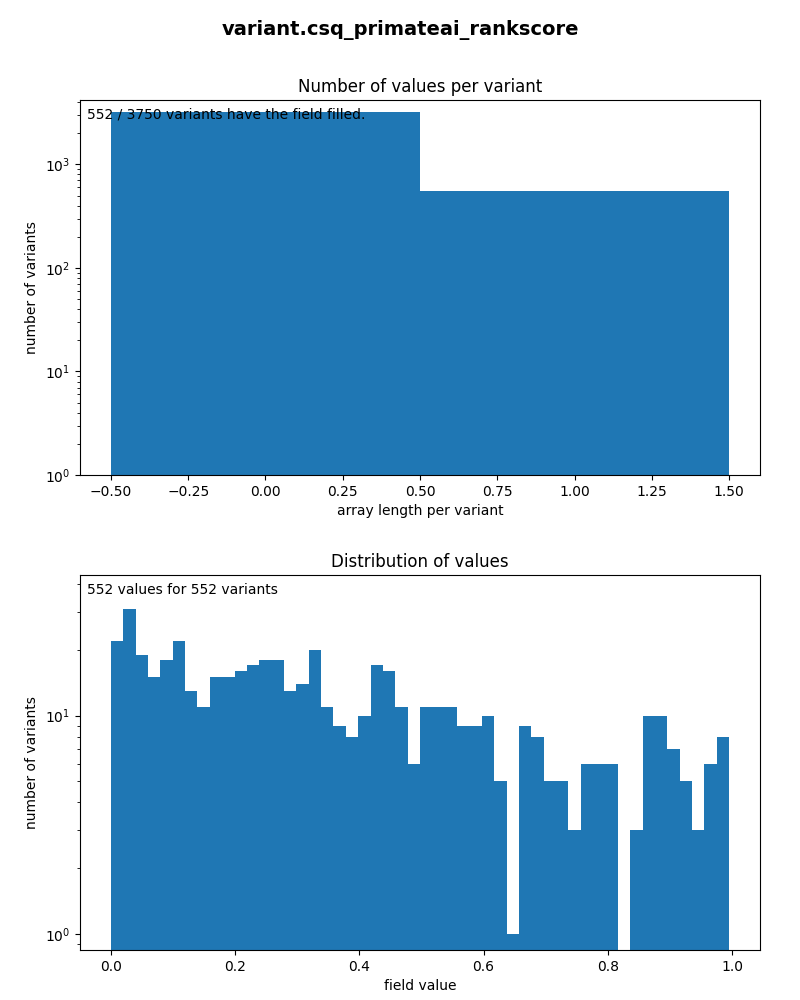 variant.csq_primateai_rankscore
Number of values per variant
552 / 3750 variants have the field filled.
number of variants
10³
10²
10¹
10⁰
−0.50 −0.25 0.00 0.25 0.50 0.75 1.00 1.25 1.50
array length per variant
Distribution of values
552 values for 552 variants
number of variants
10¹
10⁰
0.0 0.2 0.4 0.6 0.8 1.0
field value